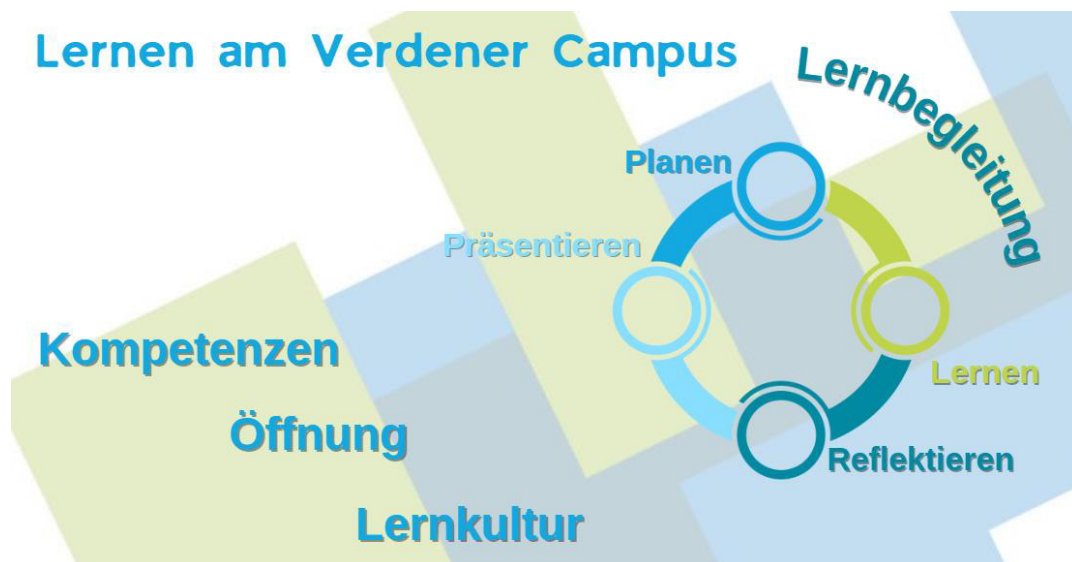 Lernen am Verdener Campus
Lernbegleitung
Planen
Präsentieren
Lernen
Reflektieren
Kompetenzen
Öffnung
Lernkultur